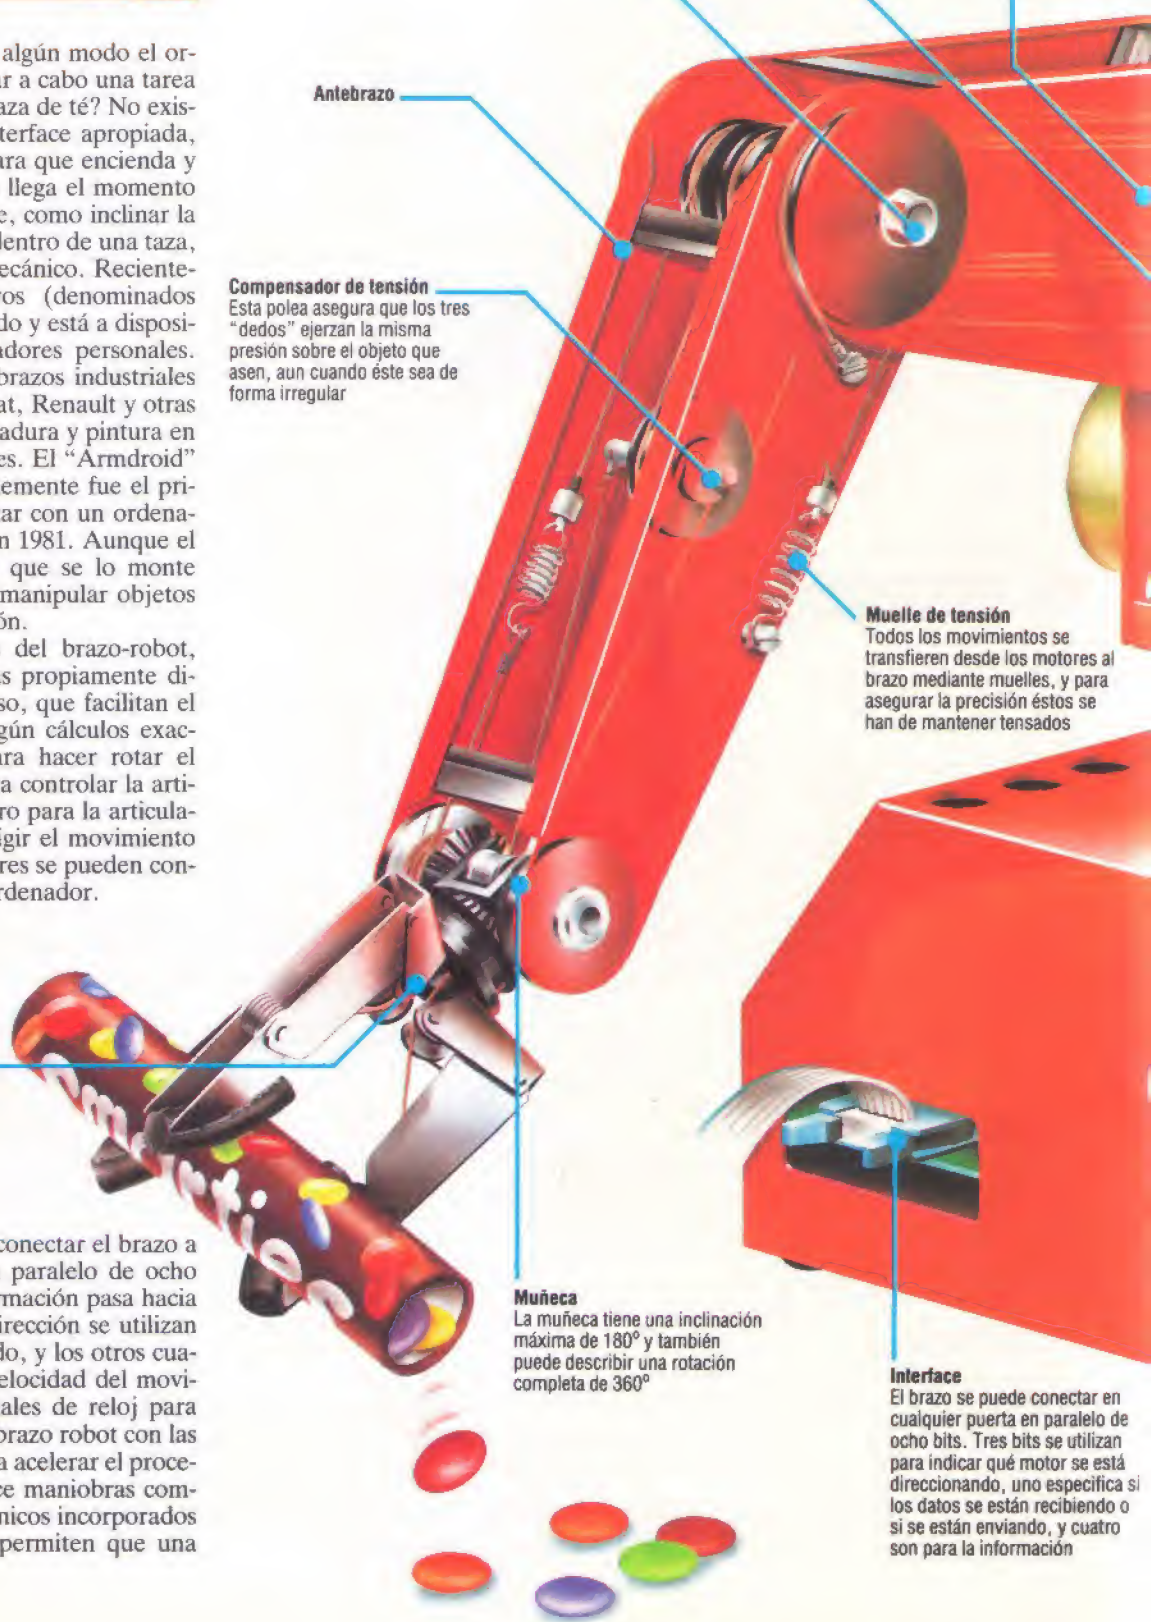 algún modo el or-
ar a cabo una tarea
aza de té? No exis-
nterface apropiada,
ara que encienda y
llega el momento
e, como inclinar la
dentro de una taza,
ecánico. Reciente-
os (denominados
do y está a disposi-
adores personales.
brazos industriales
at, Renault y otras
adura y pintura en
es. El “Armdroid”
lemente fue el pri-
ar con un ordena-
n 1981. Aunque el
que se lo monte
manipular objetos
ón.
del brazo-robot,
s propiamente di-
so, que facilitan el
gún cálculos exac-
ara hacer rotar el
a controlar la arti-
ro para la articula-
igir el movimiento
res se pueden con-
rdenador.
conectar el brazo a
paralelo de ocho
rmación pasa hacia
irección se utilizan
do, y los otros cua-
elocidad del movi-
ales de reloj para
brazo robot con las
a acelerar el proce-
ce maniobras com-
nicos incorporados
permiten que una
Antebrazo
Compensador de tensión
Esta polea asegura que los tres
“dedos” ejerzan la misma
presión sobre el objeto que
asen, aun cuando éste sea de
forma irregular
Muelle de tensión
Todos los movimientos se
transfieren desde los motores al
brazo mediante muelles, y para
asegurar la precisión éstos se
han de mantener tensados
smarties
Muñeca
La muñeca tiene una inclinación
máxima de 180° y también
puede describir una rotación
completa de 360°
Interface
El brazo se puede conectar en
cualquier puerta en paralelo de
ocho bits. Tres bits se utilizan
para indicar qué motor se está
direccionando, uno especifica si
los datos se están recibiendo o
si se están enviando, y cuatro
son para la información